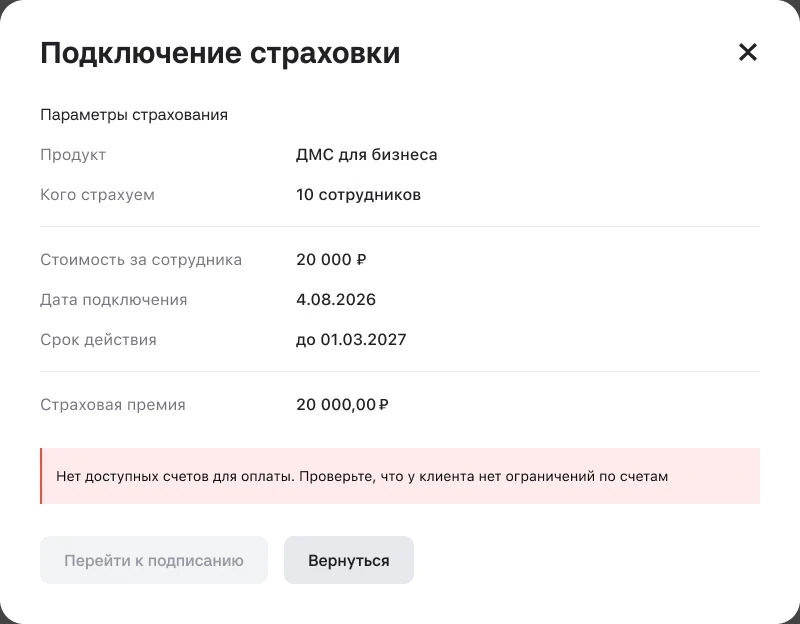 Подключение страховки
Параметры страхования
Продукт ДМС для бизнеса
Кого страхуем 10 сотрудников
Стоимость за сотрудника 20 000 ₽
Дата подключения 4.08.2026
Срок действия до 01.03.2027
Страховая премия 20 000,00 ₽
Нет доступных счетов для оплаты. Проверьте, что у клиента нет ограничений по счетам
Перейти к подписанию Вернуться